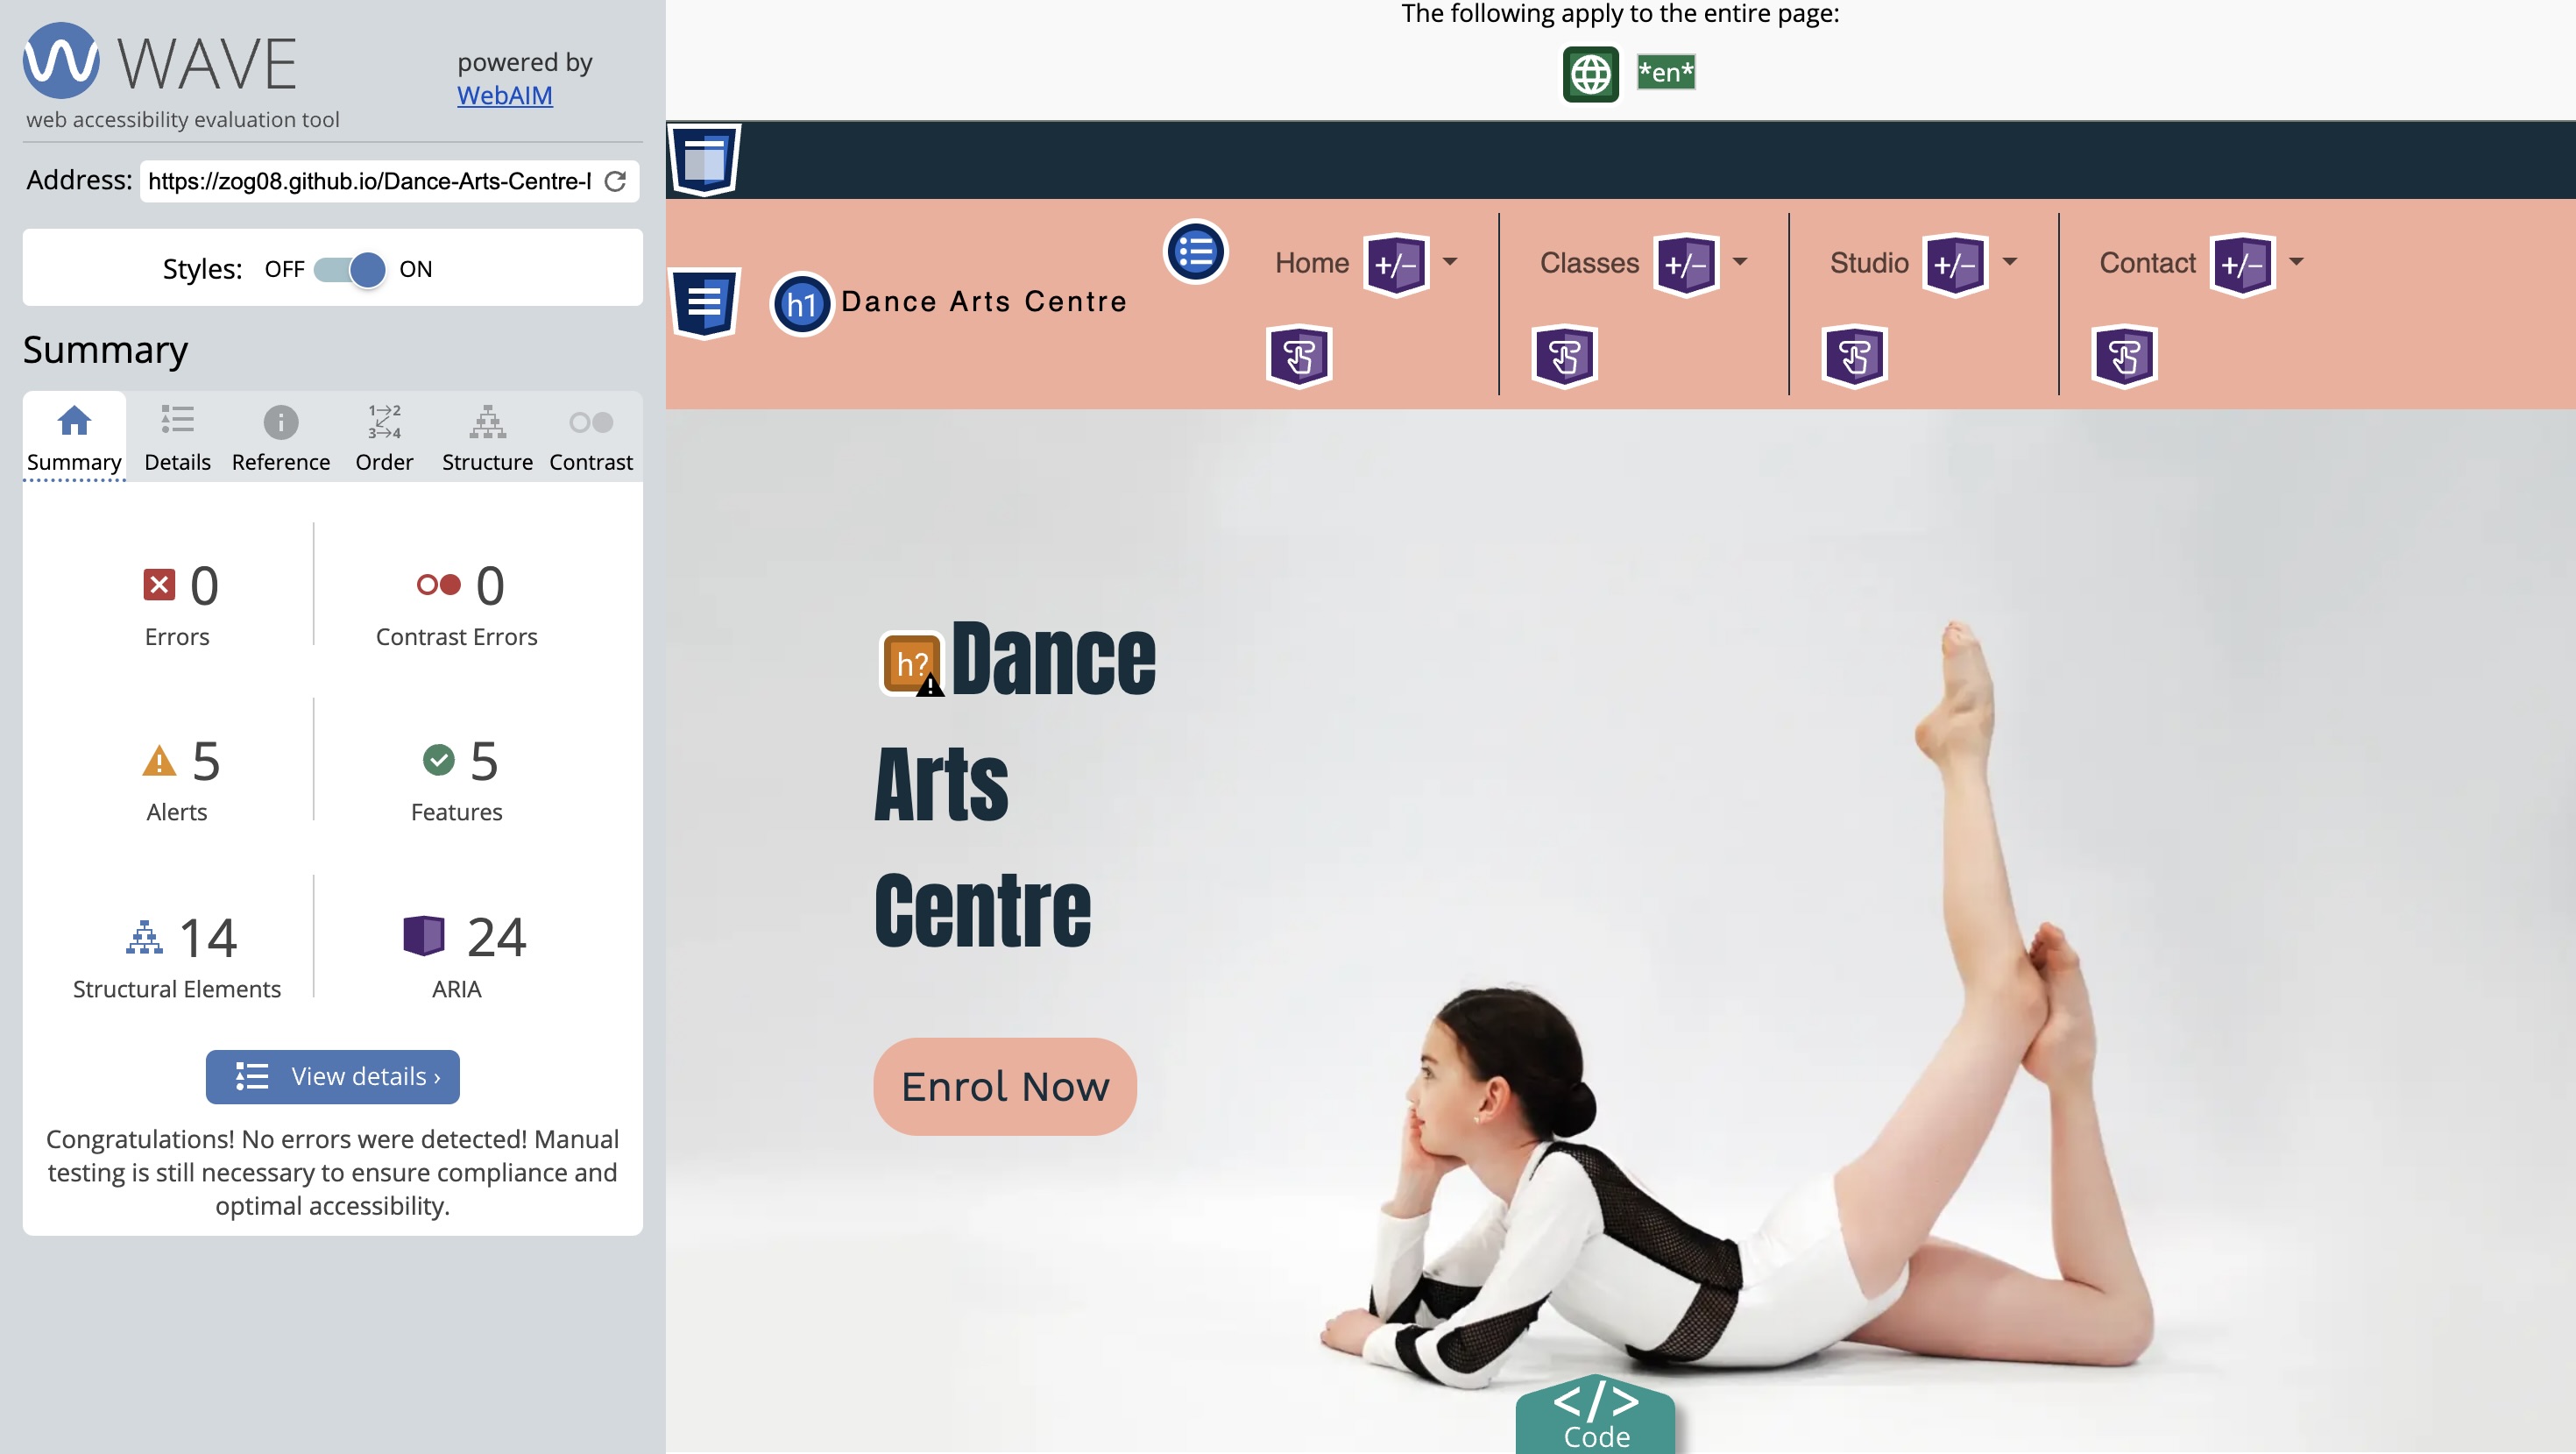 WAVE
powered by
WebAIM
web accessibility evaluation tool
Address: https://zog08.github.io/Dance-Arts-Centre-
Styles: OFF ON
Summary
Summary Details Reference Order Structure Contrast
0 Errors
0 Contrast Errors
5 Alerts
5 Features
14 Structural Elements
24 ARIA
View details ›
Congratulations! No errors were detected! Manual
testing is still necessary to ensure compliance and
optimal accessibility.
The following apply to the entire page:
*en*
h1 Dance Arts Centre
Home +/- Classes +/- Studio +/- Contact +/-
h? Dance
Arts
Centre
Enrol Now
</>
Code